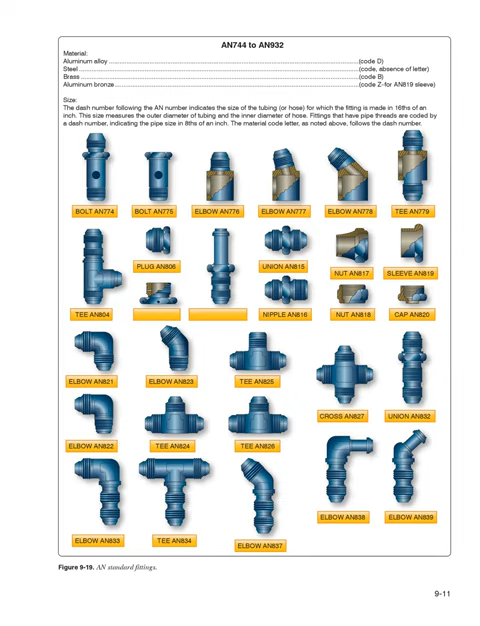 AN744 to AN932
Material:
Aluminum alloy ........ (code D)
Steel ........ (code, absence of letter)
Brass ........ (code B)
Aluminum bronze ........ (code Z-for AN819 sleeve)
Size:
The dash number following the AN number indicates the size of the tubing (or hose) for which the fitting is made in 16ths of an
inch. This size measures the outer diameter of tubing and the inner diameter of hose. Fittings that have pipe threads are coded by
a dash number, indicating the pipe size in 8ths of an inch. The material code letter, as noted above, follows the dash number.
BOLT AN774
BOLT AN775
ELBOW AN776
ELBOW AN777
ELBOW AN778
TEE AN779
PLUG AN806
UNION AN815
NUT AN817
SLEEVE AN819
TEE AN804
NIPPLE AN816
NUT AN818
CAP AN820
ELBOW AN821
ELBOW AN823
TEE AN825
CROSS AN827
UNION AN832
ELBOW AN822
TEE AN824
TEE AN826
ELBOW AN838
ELBOW AN839
ELBOW AN833
TEE AN834
ELBOW AN837
Figure 9-19. AN standard fittings.
9-11